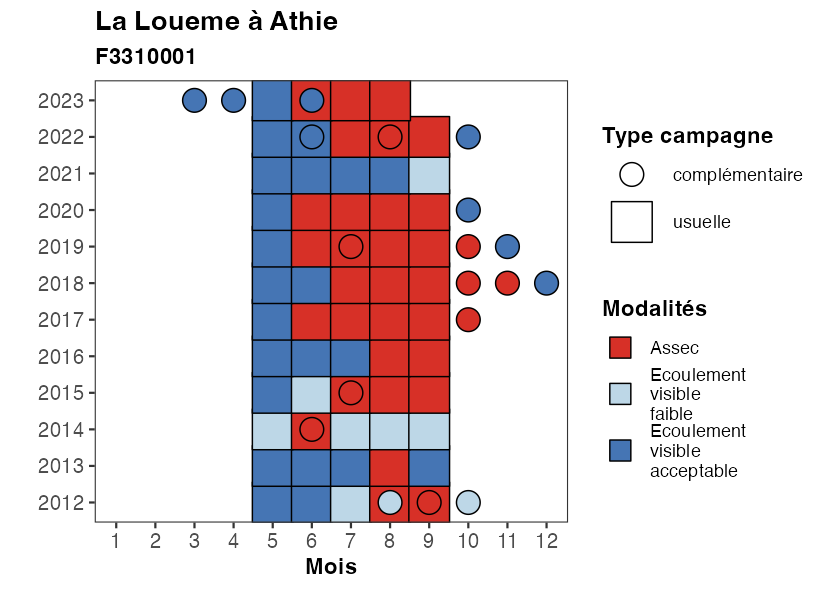 La Loueme à Athie
F3310001
2023
2022
2021
2020
2019
2018
2017
2016
2015
2014
2013
2012
1 2 3 4 5 6 7 8 9 10 11 12
Mois
Type campagne
complémentaire
usuelle
Modalités
Assec
Ecoulement
visible
faible
Ecoulement
visible
acceptable